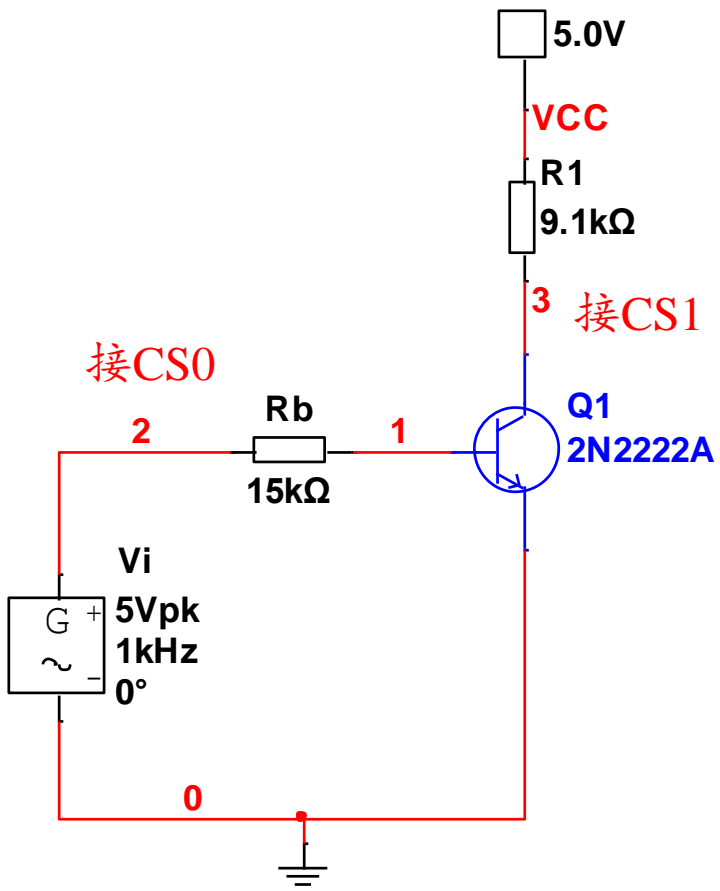 5.0V
VCC
R1
9.1kΩ
3
接CS1
接CS0
2
Rb
15kΩ
1
Q1
2N2222A
Vi
G
+
~
−
5Vpk
1kHz
0°
0